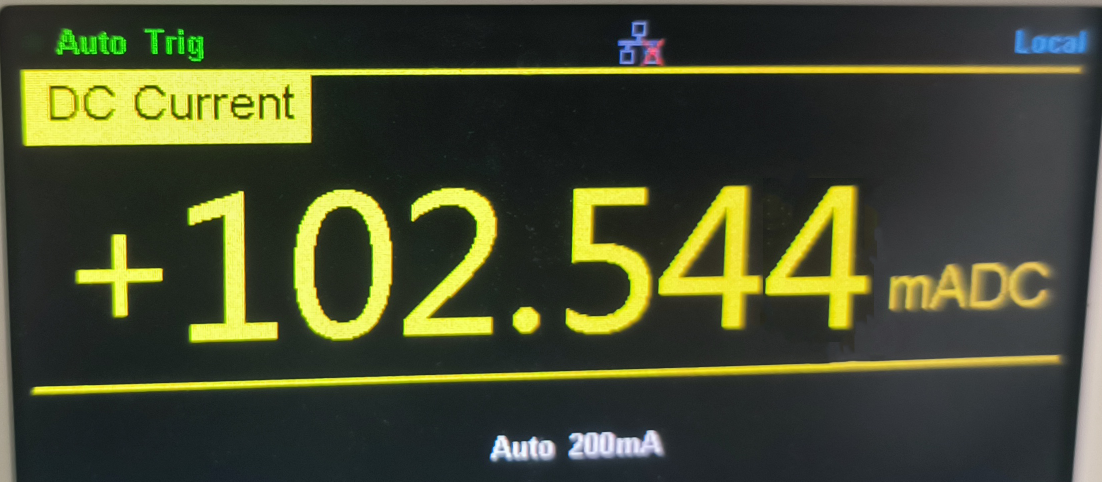 Auto Trig Local
DC Current
+102.544 mADC
Auto 200mA